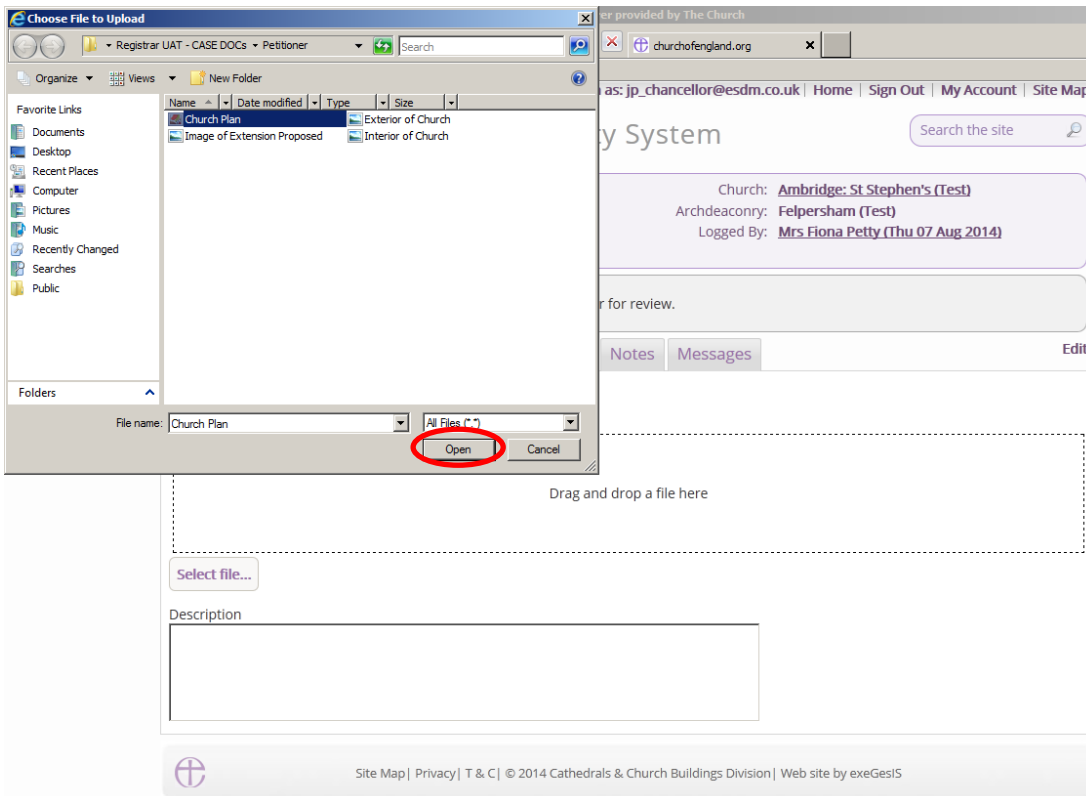 Choose File to Upload
er provided by The Church
Registrar UAT - CASE DOCs Petitioner
Search
churchofengland.org
Organize Views New Folder
as: jp_chancellor@esdm.co.uk | Home | Sign Out | My Account | Site Map
Favorite Links
Name Date modified Type Size
Documents
Church Plan Exterior of Church
Desktop
Image of Extension Proposed Interior of Church
y System
Search the site
Recent Places
Computer
Church: Ambridge: St Stephen's (Test)
Pictures
Archdeaconry: Felpersham (Test)
Music
Logged By: Mrs Fiona Petty (Thu 07 Aug 2014)
Recently Changed
Searches
Public
r for review.
Notes Messages Edit
Folders
File name: Church Plan All Files (*.*)
Open Cancel
Drag and drop a file here
Select file...
Description
Site Map| Privacy| T & C| © 2014 Cathedrals & Church Buildings Division| Web site by exeGesIS